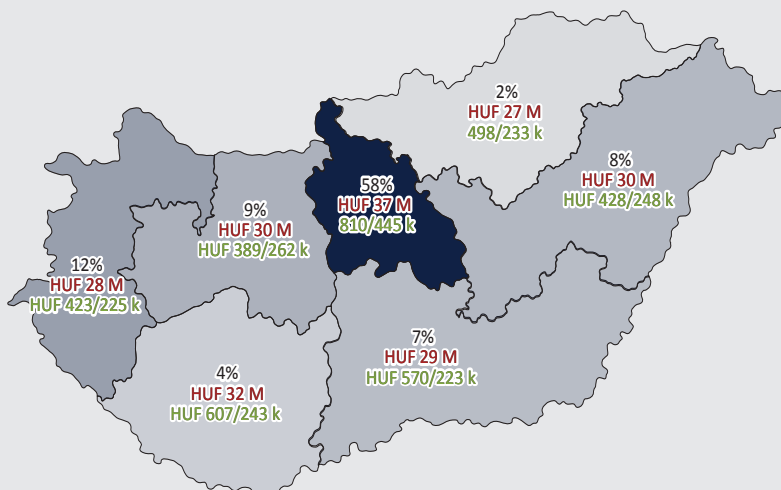 2%
HUF 27 M
498/233 k
8%
HUF 30 M
HUF 428/248 k
58%
HUF 37 M
810/445 k
9%
HUF 30 M
HUF 389/262 k
12%
HUF 28 M
HUF 423/225 k
7%
HUF 29 M
HUF 570/223 k
4%
HUF 32 M
HUF 607/243 k